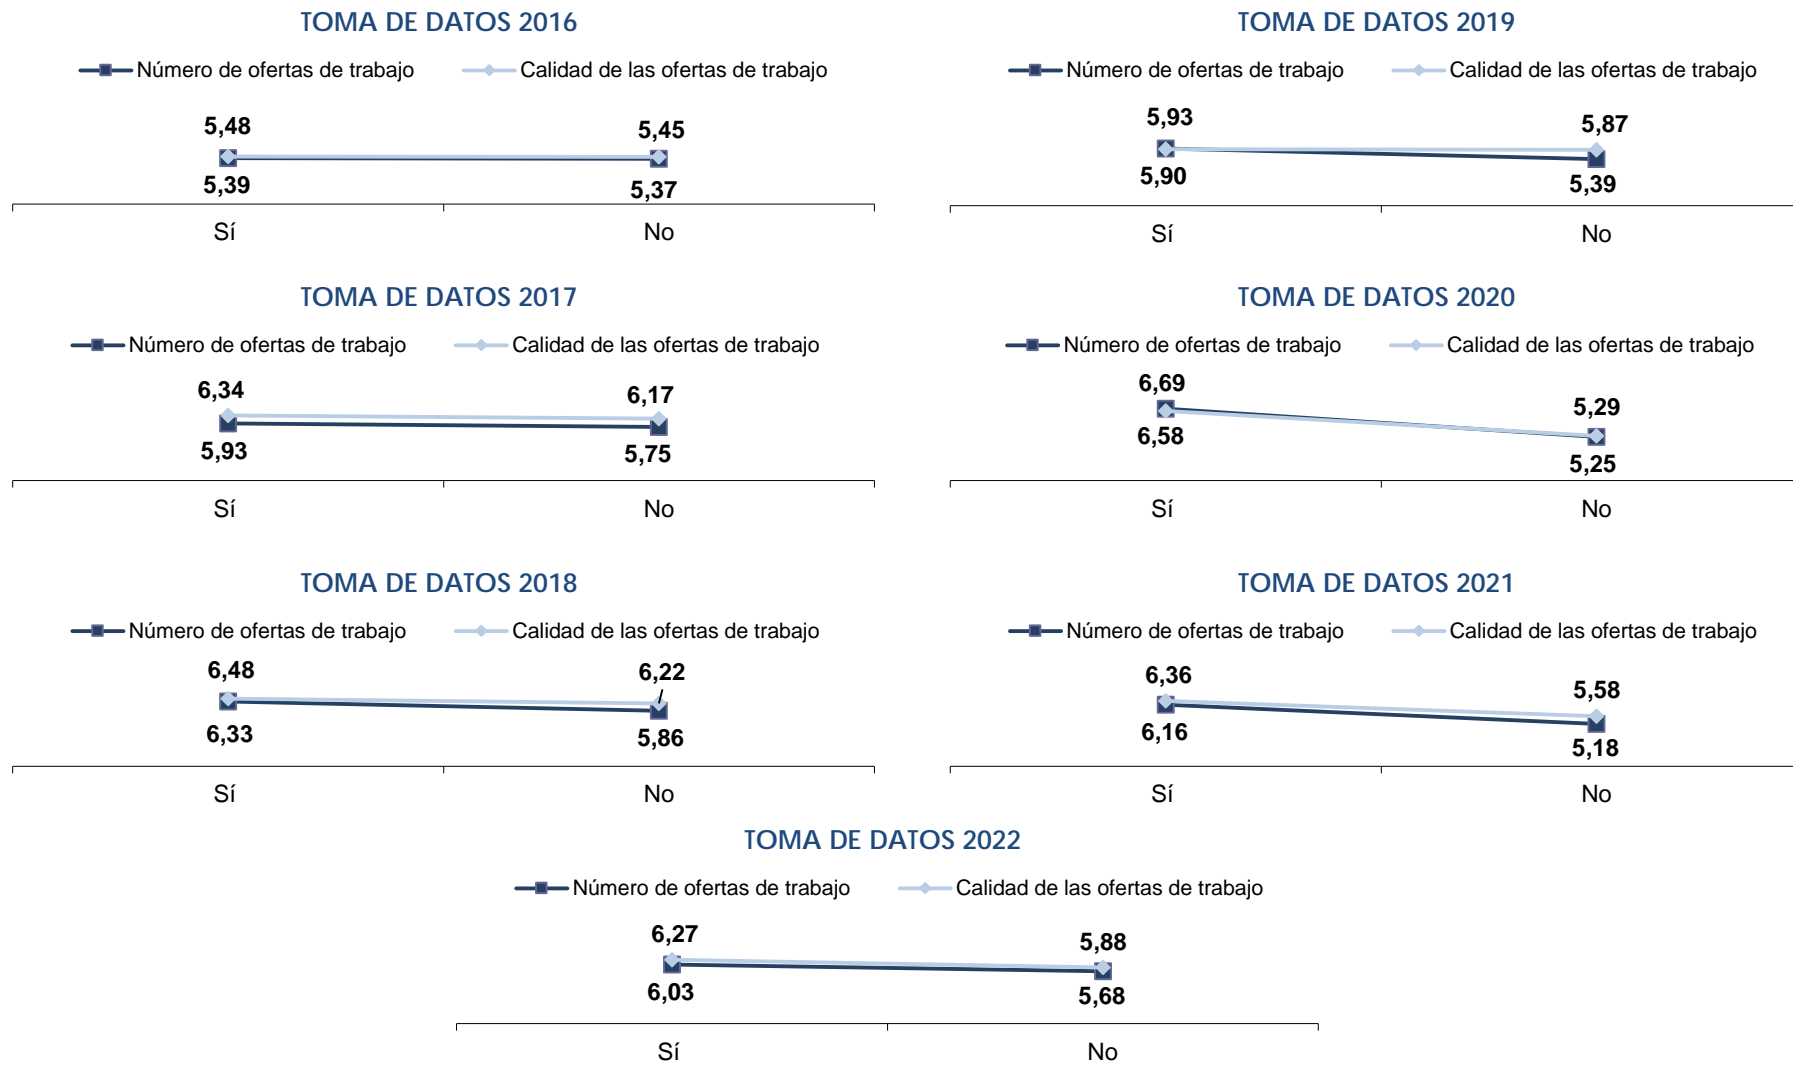 TOMA DE DATOS 2016
Número de ofertas de trabajo Calidad de las ofertas de trabajo
5,48 5,45
5,39 5,37
Sí No
TOMA DE DATOS 2019
Número de ofertas de trabajo Calidad de las ofertas de trabajo
5,93 5,87
5,90 5,39
Sí No
TOMA DE DATOS 2017
Número de ofertas de trabajo Calidad de las ofertas de trabajo
6,34 6,17
5,93 5,75
Sí No
TOMA DE DATOS 2020
Número de ofertas de trabajo Calidad de las ofertas de trabajo
6,69 5,29
6,58 5,25
Sí No
TOMA DE DATOS 2018
Número de ofertas de trabajo Calidad de las ofertas de trabajo
6,48 6,22
6,33 5,86
Sí No
TOMA DE DATOS 2021
Número de ofertas de trabajo Calidad de las ofertas de trabajo
6,36 5,58
6,16 5,18
Sí No
TOMA DE DATOS 2022
Número de ofertas de trabajo Calidad de las ofertas de trabajo
6,27 5,88
6,03 5,68
Sí No